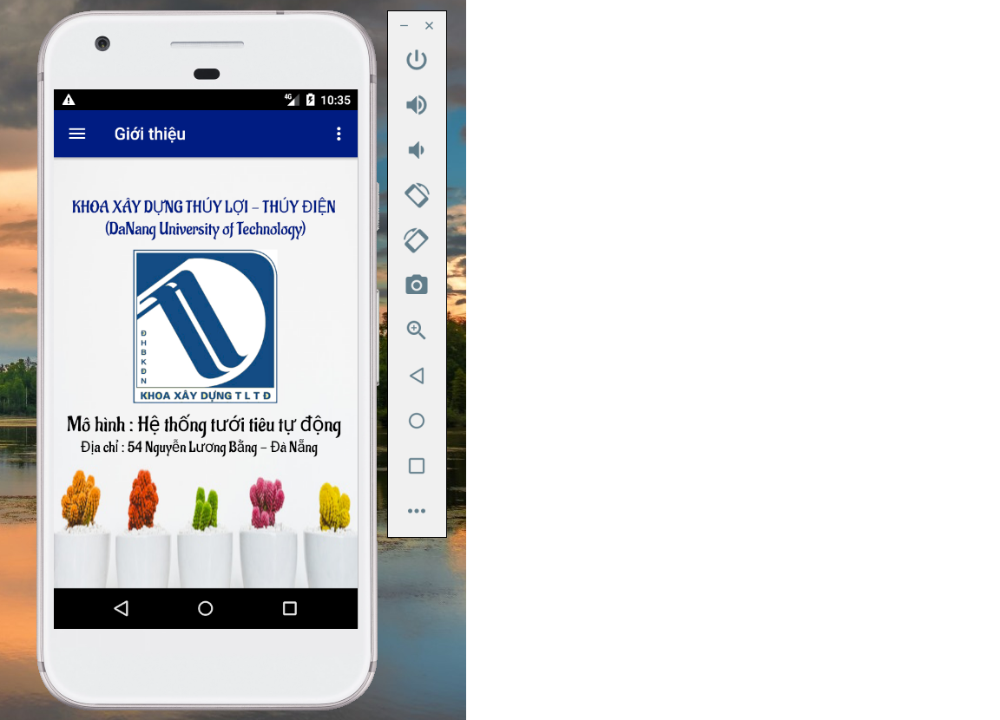 4G
10:35
Giới thiệu
KHOA XÂY DỰNG THỦY LỢI – THỦY ĐIỆN
(DaNang University of Technology)
Đ
H
B
K
Đ
N
KHOA XÂY DỰNG T L T Đ
Mô hình : Hệ thống tưới tiêu tự động
Địa chỉ : 54 Nguyễn Lương Bằng – Đà Nẵng